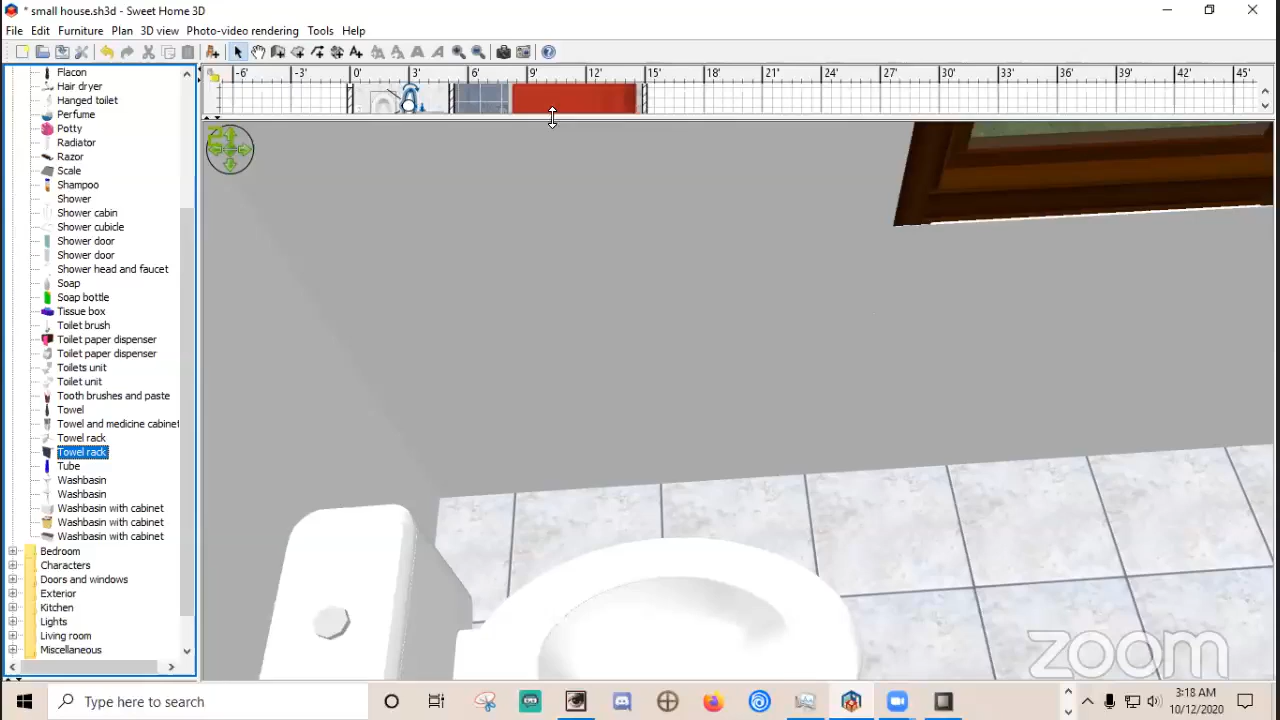 * small house.sh3d - Sweet Home 3D
File Edit Furniture Plan 3D view Photo-video rendering Tools Help
-6' -3' 0' 3' 6' 9' 12' 15' 18' 21' 24' 27' 30' 33' 36' 39' 42' 45'
Flacon
Hair dryer
Hanged toilet
Perfume
Potty
Radiator
Razor
Scale
Shampoo
Shower
Shower cabin
Shower cubicle
Shower door
Shower door
Shower head and faucet
Soap
Soap bottle
Tissue box
Toilet brush
Toilet paper dispenser
Toilet paper dispenser
Toilets unit
Toilet unit
Tooth brushes and paste
Towel
Towel and medicine cabinet
Towel rack
Towel rack
Tube
Washbasin
Washbasin
Washbasin with cabinet
Washbasin with cabinet
Washbasin with cabinet
Bedroom
Characters
Doors and windows
Exterior
Kitchen
Lights
Living room
Miscellaneous
zoom
Type here to search
3:18 AM
10/12/2020